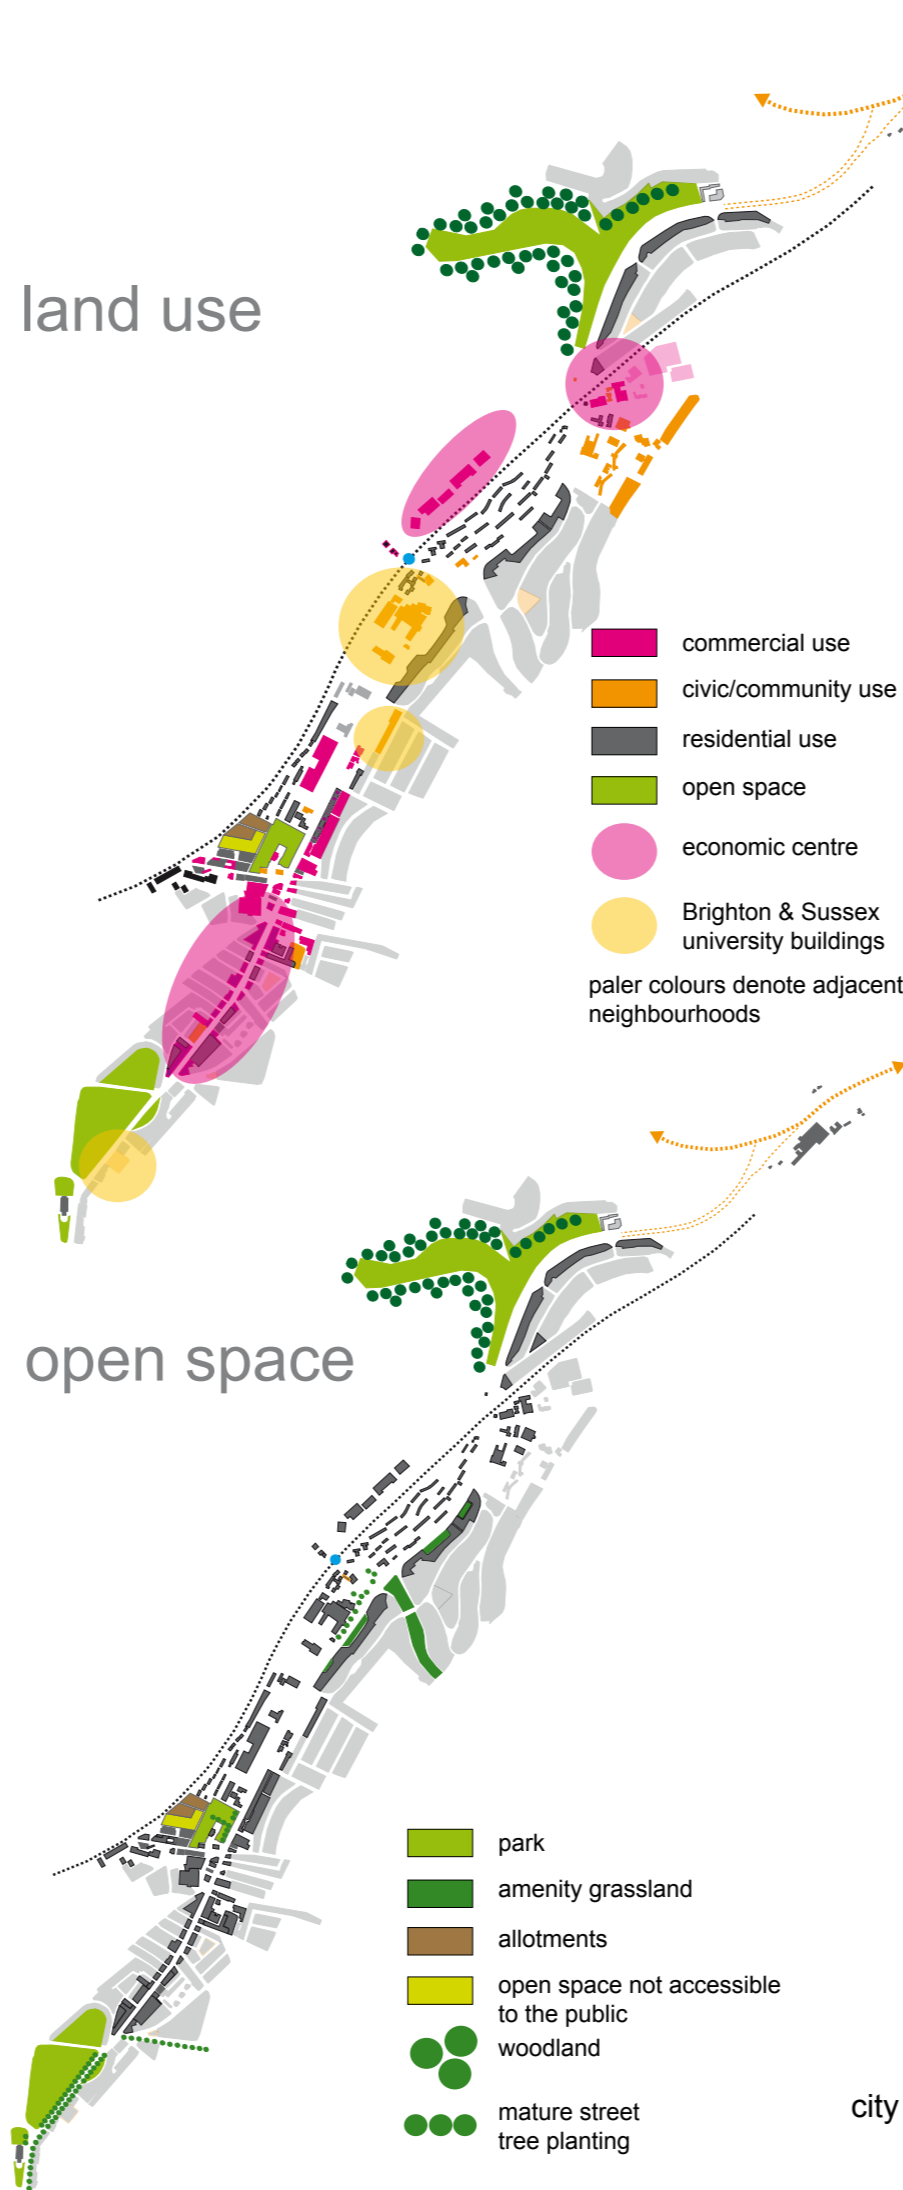 land use
commercial use
civic/community use
residential use
open space
economic centre
Brighton & Sussex
university buildings
paler colours denote adjacent
neighbourhoods
open space
park
amenity grassland
allotments
open space not accessible
to the public
woodland
mature street
tree planting
city